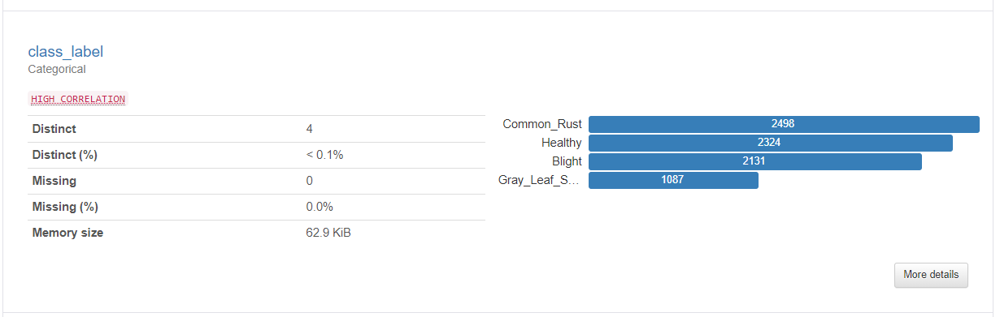 class_label
Categorical
HIGH CORRELATION
Distinct 4
Distinct (%) < 0.1%
Missing 0
Missing (%) 0.0%
Memory size 62.9 KiB
Common_Rust 2498
Healthy 2324
Blight 2131
Gray_Leaf_S... 1087
More details